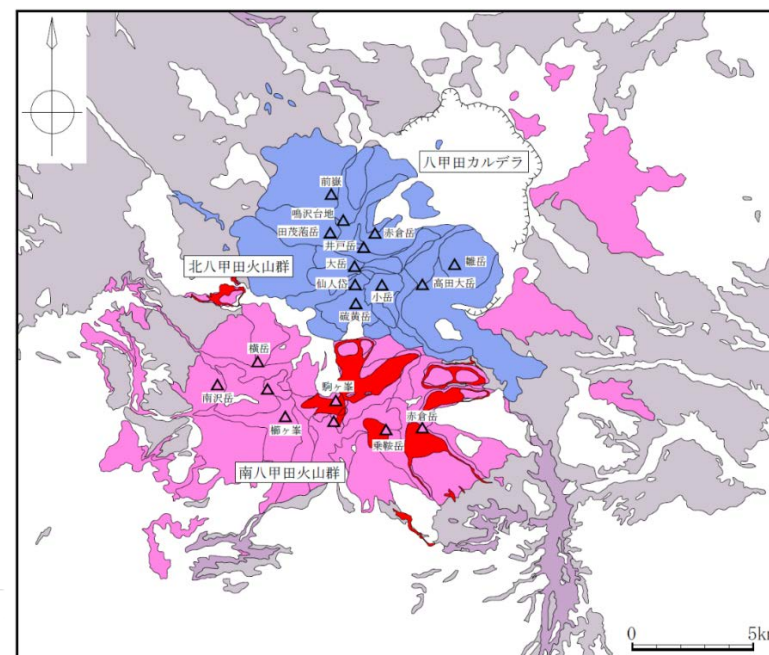 八甲田カルデラ
前嶽
鳴沢台地
田茂萢岳
赤倉岳
井戸岳
大岳
雛岳
北八甲田火山群
仙人岱
小岳
高田大岳
硫黄岳
横岳
南沢岳
駒ヶ峯
櫛ヶ峯
赤倉岳
乗鞍岳
南八甲田火山群
0
5km